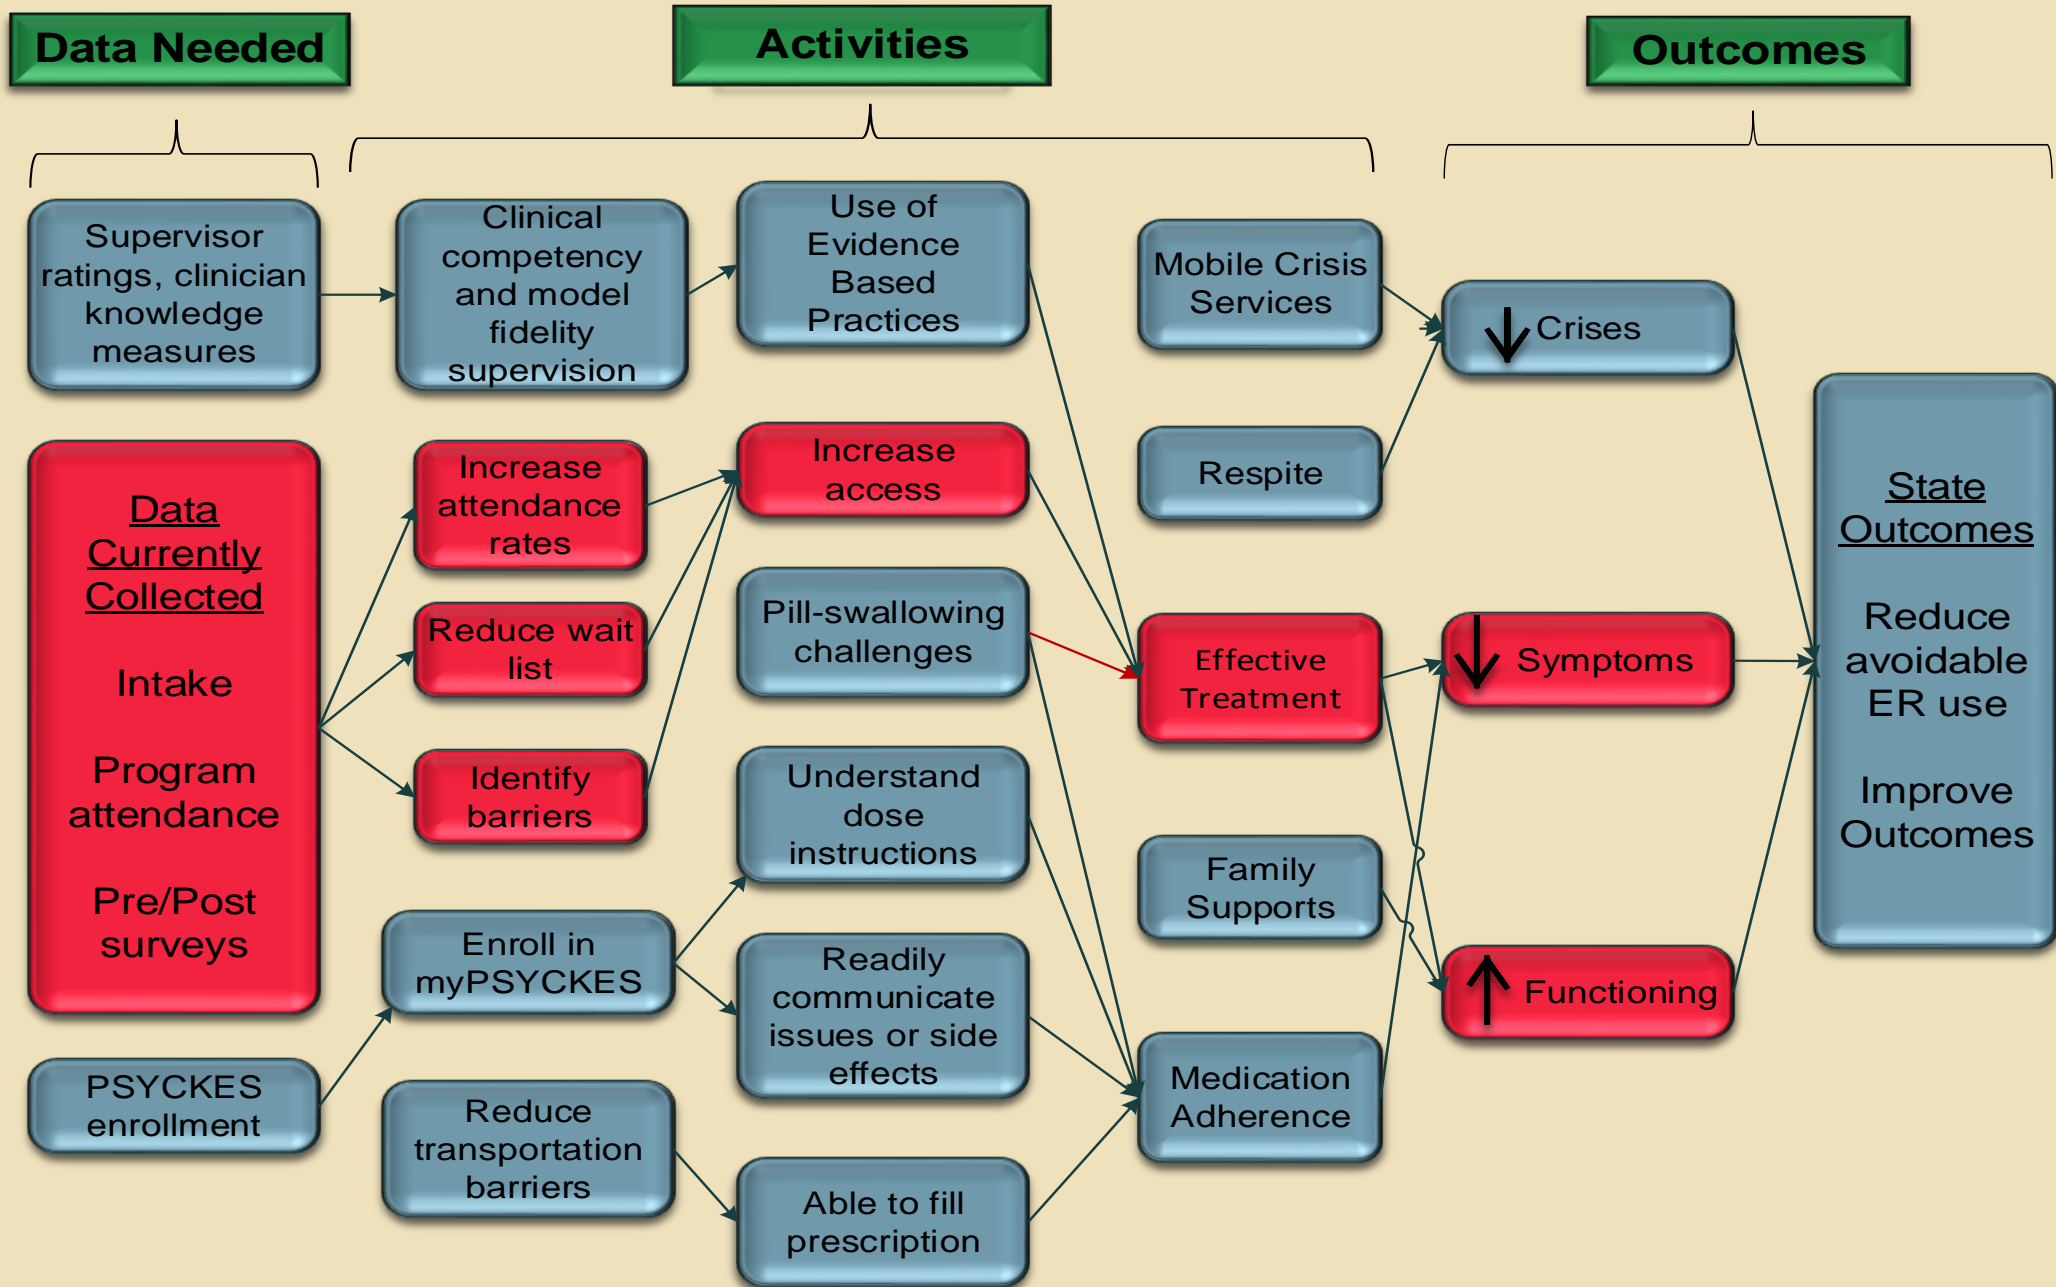 Data Needed
Activities
Outcomes
Supervisor
ratings, clinician
knowledge
measures
Clinical
competency
and model
fidelity
supervision
Use of
Evidence
Based
Practices
Mobile Crisis
Services
Crises
Respite
Data
Currently
Collected
Intake
Program
attendance
Pre/Post
surveys
Increase
attendance
rates
Reduce wait
list
Identify
barriers
Increase
access
Pill-swallowing
challenges
Effective
Treatment
Symptoms
State
Outcomes
Reduce
avoidable
ER use
Improve
Outcomes
Understand
dose
instructions
Family
Supports
Functioning
Enroll in
myPSYCKES
Readily
communicate
issues or side
effects
Medication
Adherence
PSYCKES
enrollment
Reduce
transportation
barriers
Able to fill
prescription